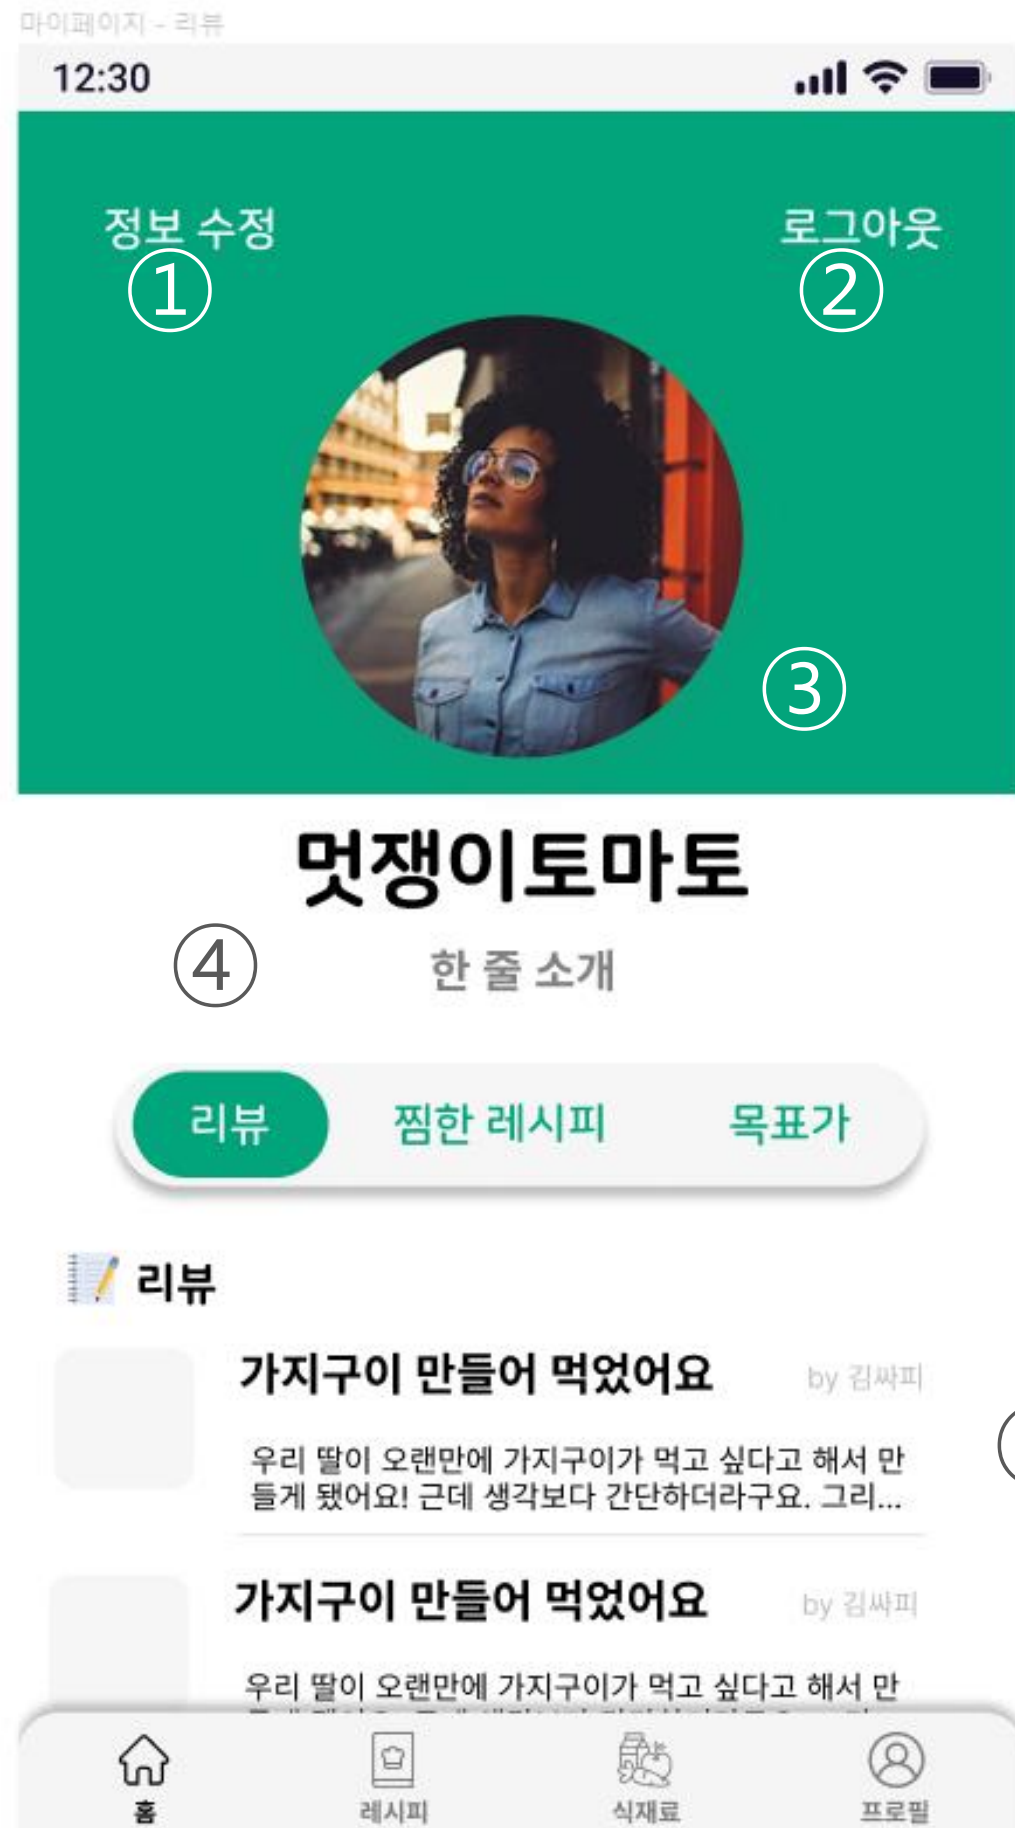 마이페이지 - 리뷰
12:30
정보 수정
로그아웃
①
②
③
멋쟁이토마토
④
한 줄 소개
리뷰
찜한 레시피
목표가
리뷰
가지구이 만들어 먹었어요
by 김싸피
우리 딸이 오랜만에 가지구이가 먹고 싶다고 해서 만
들게 됐어요! 근데 생각보다 간단하더라구요. 그리...
가지구이 만들어 먹었어요
by 김싸피
우리 딸이 오랜만에 가지구이가 먹고 싶다고 해서 만
홈
레시피
식재료
프로필